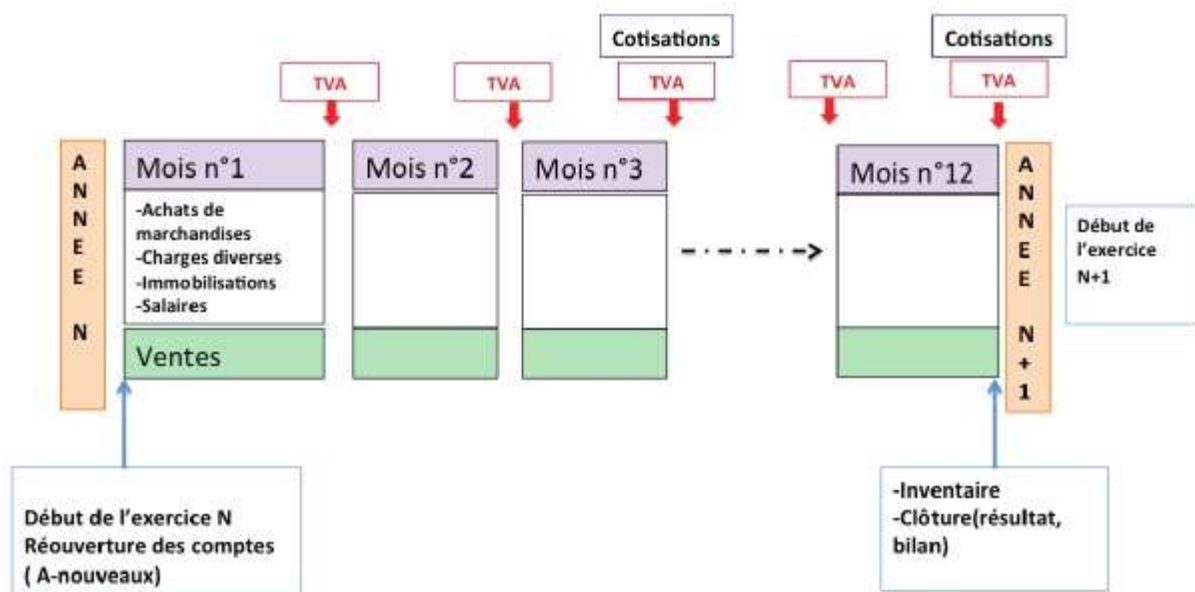 Cotisations
Cotisations
TVA
TVA
TVA
TVA
TVA
ANNEE N
Mois n°1
Mois n°2
Mois n°3
Mois n°12
ANNEE N+1
-Achats de
marchandises
-Charges diverses
-Immobilisations
-Salaires
Début de
l'exercice
N+1
Ventes
Début de l'exercice N
Réouverture des comptes
( A-nouveaux)
-Inventaire
-Clôture(résultat,
bilan)